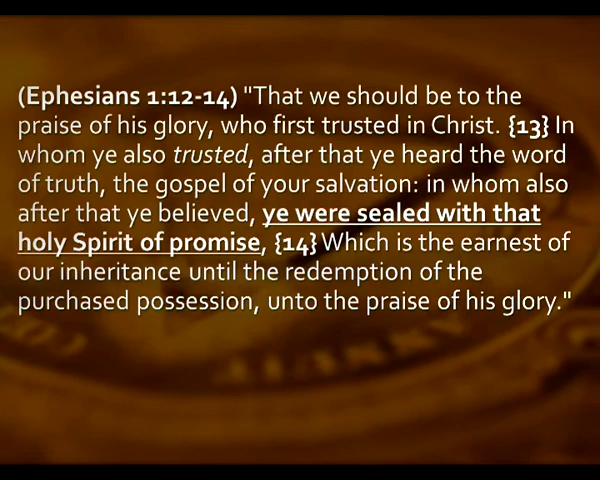 (Ephesians 1:12-14) "That we should be to the
praise of his glory, who first trusted in Christ. {13} In
whom ye also trusted, after that ye heard the word
of truth, the gospel of your salvation: in whom also
after that ye believed, ye were sealed with that
holy Spirit of promise, {14} Which is the earnest of
our inheritance until the redemption of the
purchased possession, unto the praise of his glory."